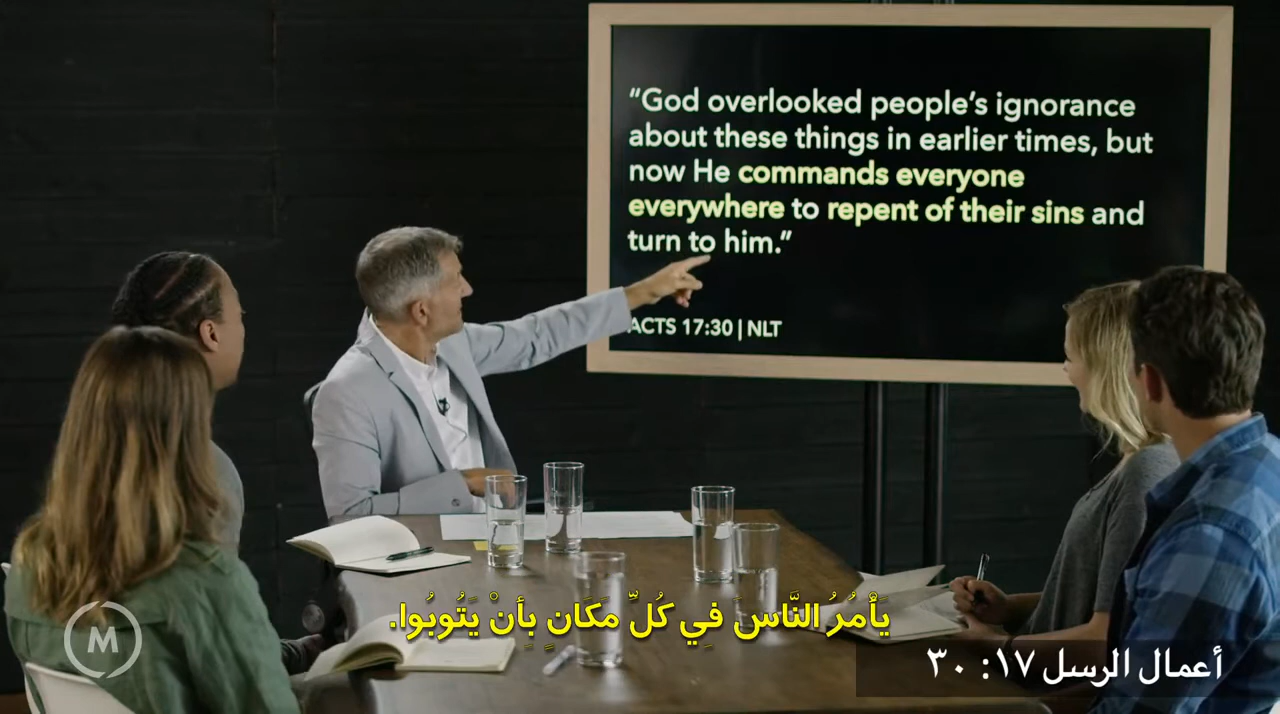 “God overlooked people’s ignorance
about these things in earlier times, but
now He commands everyone
everywhere to repent of their sins and
turn to him.”
ACTS 17:30 | NLT
يَأْمُرُ النَّاسَ فِي كُلِّ مَكَانٍ بِأَنْ يَتُوبُوا.
أعمال الرسل ١٧: ٣٠
M